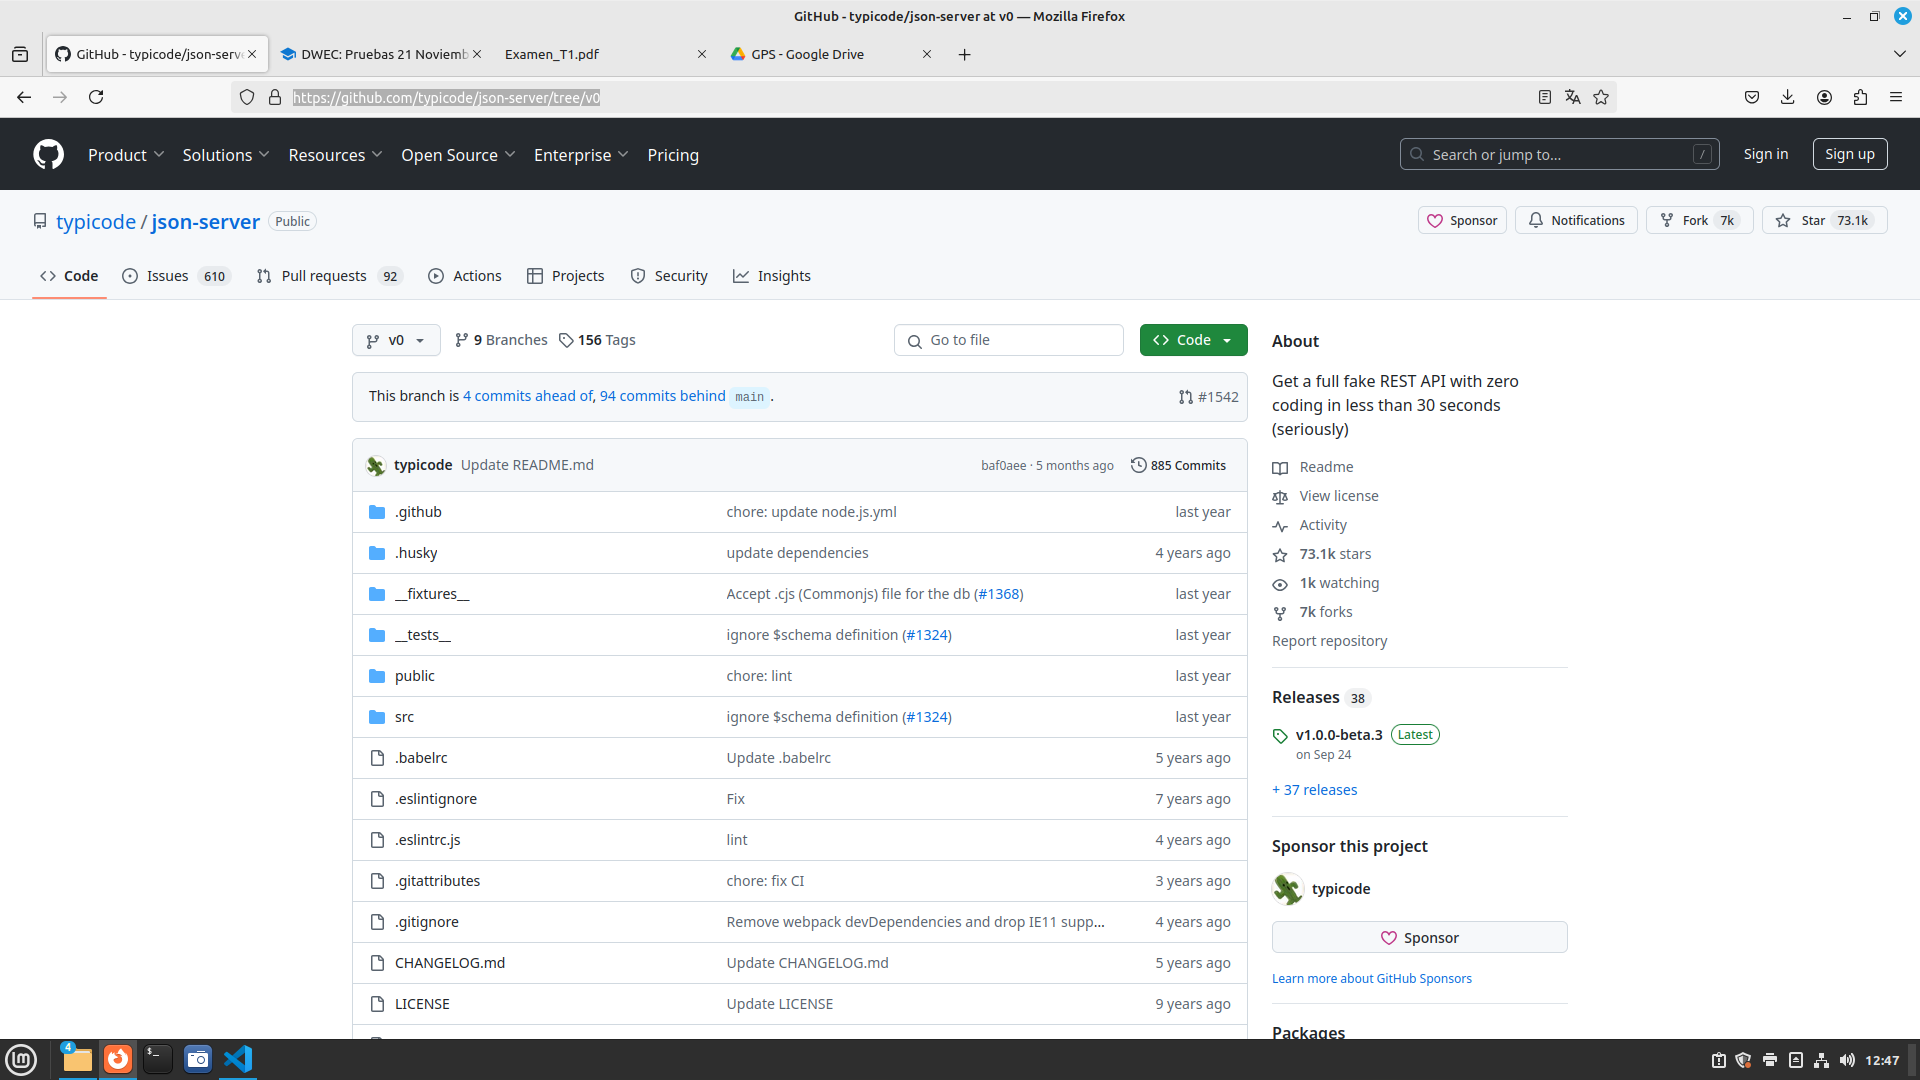 GitHub - typicode/json-server at v0 — Mozilla Firefox
GitHub - typicode/json-serve
DWEC: Pruebas 21 Noviemb
Examen_T1.pdf
GPS - Google Drive
https://github.com/typicode/json-server/tree/v0
Product
Solutions
Resources
Open Source
Enterprise
Pricing
Search or jump to...
/
Sign in
Sign up
typicode / json-server
Public
Sponsor
Notifications
Fork 7k
Star 73.1k
Code
Issues 610
Pull requests 92
Actions
Projects
Security
Insights
v0
9 Branches
156 Tags
Go to file
Code
This branch is 4 commits ahead of, 94 commits behind main .
#1542
typicode Update README.md
baf0aee · 5 months ago
885 Commits
.github chore: update node.js.yml last year
.husky update dependencies 4 years ago
__fixtures__ Accept .cjs (Commonjs) file for the db (#1368) last year
__tests__ ignore $schema definition (#1324) last year
public chore: lint last year
src ignore $schema definition (#1324) last year
.babelrc Update .babelrc 5 years ago
.eslintignore Fix 7 years ago
.eslintrc.js lint 4 years ago
.gitattributes chore: fix CI 3 years ago
.gitignore Remove webpack devDependencies and drop IE11 supp... 4 years ago
CHANGELOG.md Update CHANGELOG.md 5 years ago
LICENSE Update LICENSE 9 years ago
About
Get a full fake REST API with zero
coding in less than 30 seconds
(seriously)
Readme
View license
Activity
73.1k stars
1k watching
7k forks
Report repository
Releases 38
v1.0.0-beta.3 Latest
on Sep 24
+ 37 releases
Sponsor this project
typicode
Sponsor
Learn more about GitHub Sponsors
Packages
4
$_
12:47